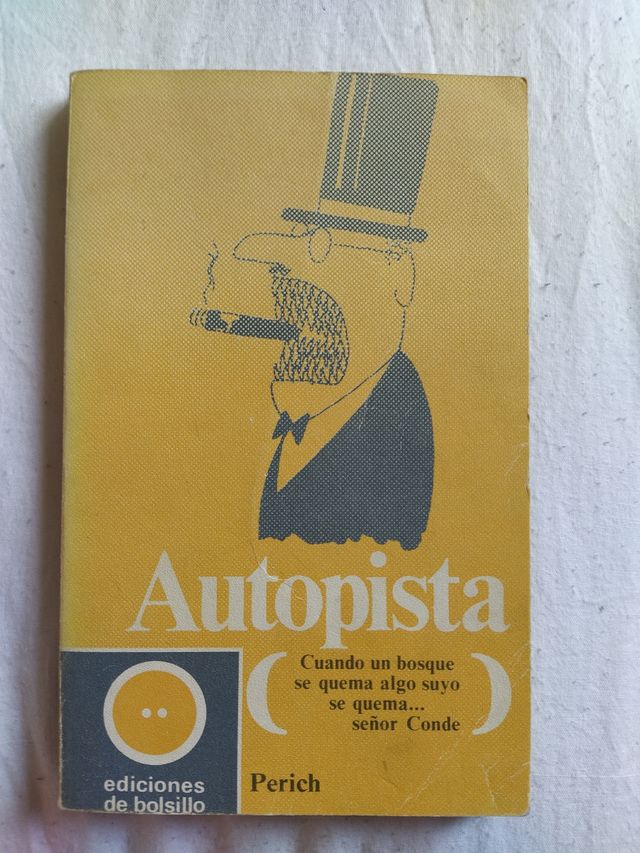 Autopista
(Cuando un bosque
se quema algo suyo
se quema...
señor Conde)
ediciones
de bolsillo
Perich